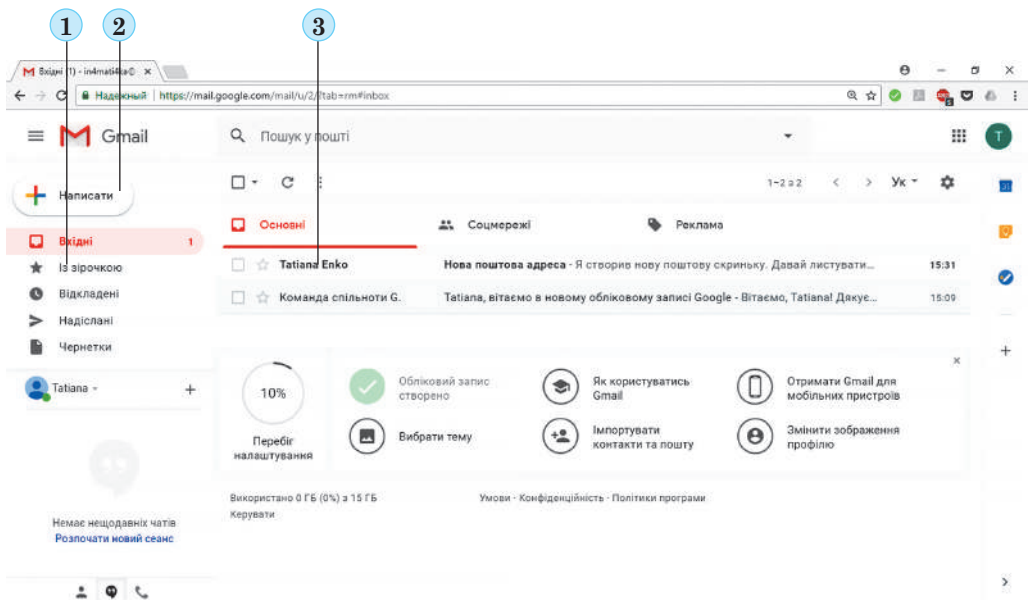 1 2 3
Вхідні (1) - in4mati4ka@
Надежный https://mail.google.com/mail/u/2/?tab=rm#inbox
Gmail
Пошук у пошті
T
Написати
1–2 з 2
Ук
Вхідні 1
Із зірочкою
Відкладені
Надіслані
Чернетки
Основні
Соцмережі
Реклама
Tatiana Enko Нова поштова адреса - Я створив нову поштову скриньку. Давай листувати... 15:31
Команда спільноти G. Tatiana, вітаємо в новому обліковому записі Google - Вітаємо, Tatiana! Дякує... 15:09
Tatiana
10%
Перебіг
налаштування
Обліковий запис
створено
Як користуватись
Gmail
Отримати Gmail для
мобільних пристроїв
Вибрати тему
Імпортувати
контакти та пошту
Змінити зображення
профілю
Використано 0 ГБ (0%) з 15 ГБ
Керувати
Умови - Конфіденційність - Політики програми
Немає нещодавніх чатів
Розпочати новий сеанс